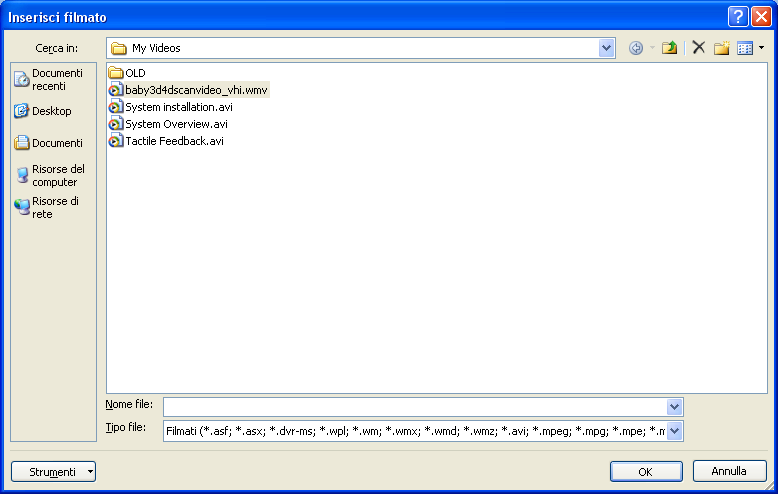 Inserisci filmato
Cerca in:
My Videos
Documenti
recenti
Desktop
Documenti
Risorse del
computer
Risorse di
rete
OLD
baby3d4dscanvideo_vhi.wmv
System installation.avi
System Overview.avi
Tactile Feedback.avi
Nome file:
Tipo file:
Filmati (*.asf; *.asx; *.dvr-ms; *.wpl; *.wm; *.wmx; *.wmd; *.wmz; *.avi; *.mpeg; *.mpg; *.mpe; *.m
Strumenti
OK
Annulla